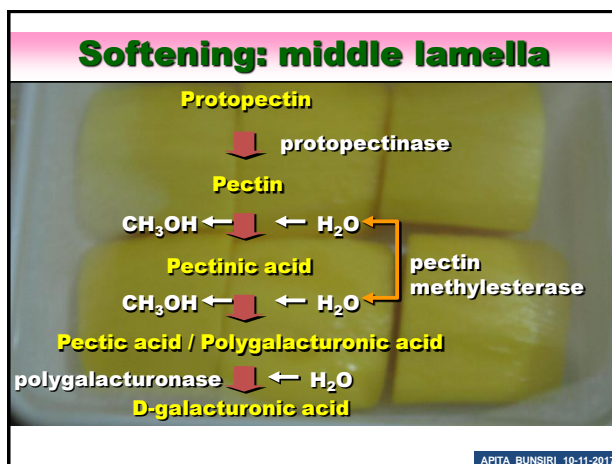 Softening: middle lamella
Protopectin
protopectinase
Pectin
CH₃OH H₂O
Pectinic acid
pectin
methylesterase
CH₃OH H₂O
Pectic acid / Polygalacturonic acid
polygalacturonase H₂O
D-galacturonic acid
APITA BUNSIRI 10-11-2017